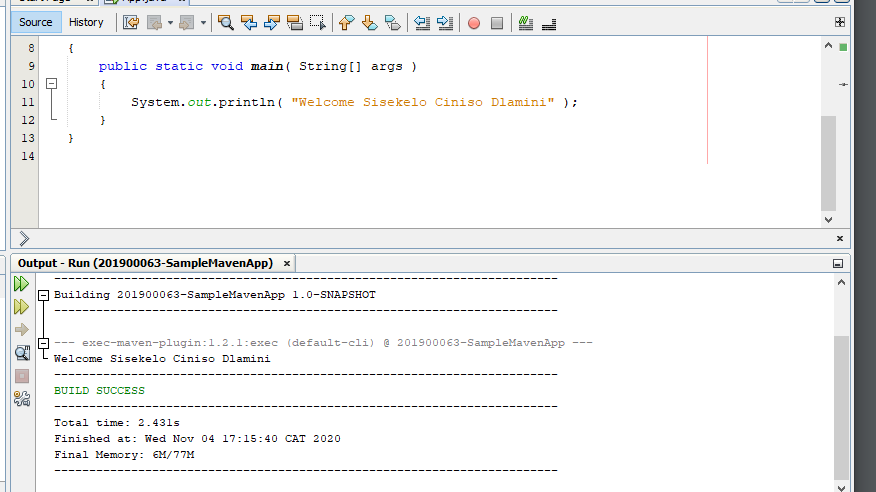 Source History
8 {
9 public static void main( String[] args )
10 {
11 System.out.println( "Welcome Sisekelo Ciniso Dlamini" );
12 }
13 }
14
Output - Run (201900063-SampleMavenApp) ×
------------------------------------------------------------------------
Building 201900063-SampleMavenApp 1.0-SNAPSHOT
------------------------------------------------------------------------
--- exec-maven-plugin:1.2.1:exec (default-cli) @ 201900063-SampleMavenApp ---
Welcome Sisekelo Ciniso Dlamini
------------------------------------------------------------------------
BUILD SUCCESS
------------------------------------------------------------------------
Total time: 2.431s
Finished at: Wed Nov 04 17:15:40 CAT 2020
Final Memory: 6M/77M
------------------------------------------------------------------------